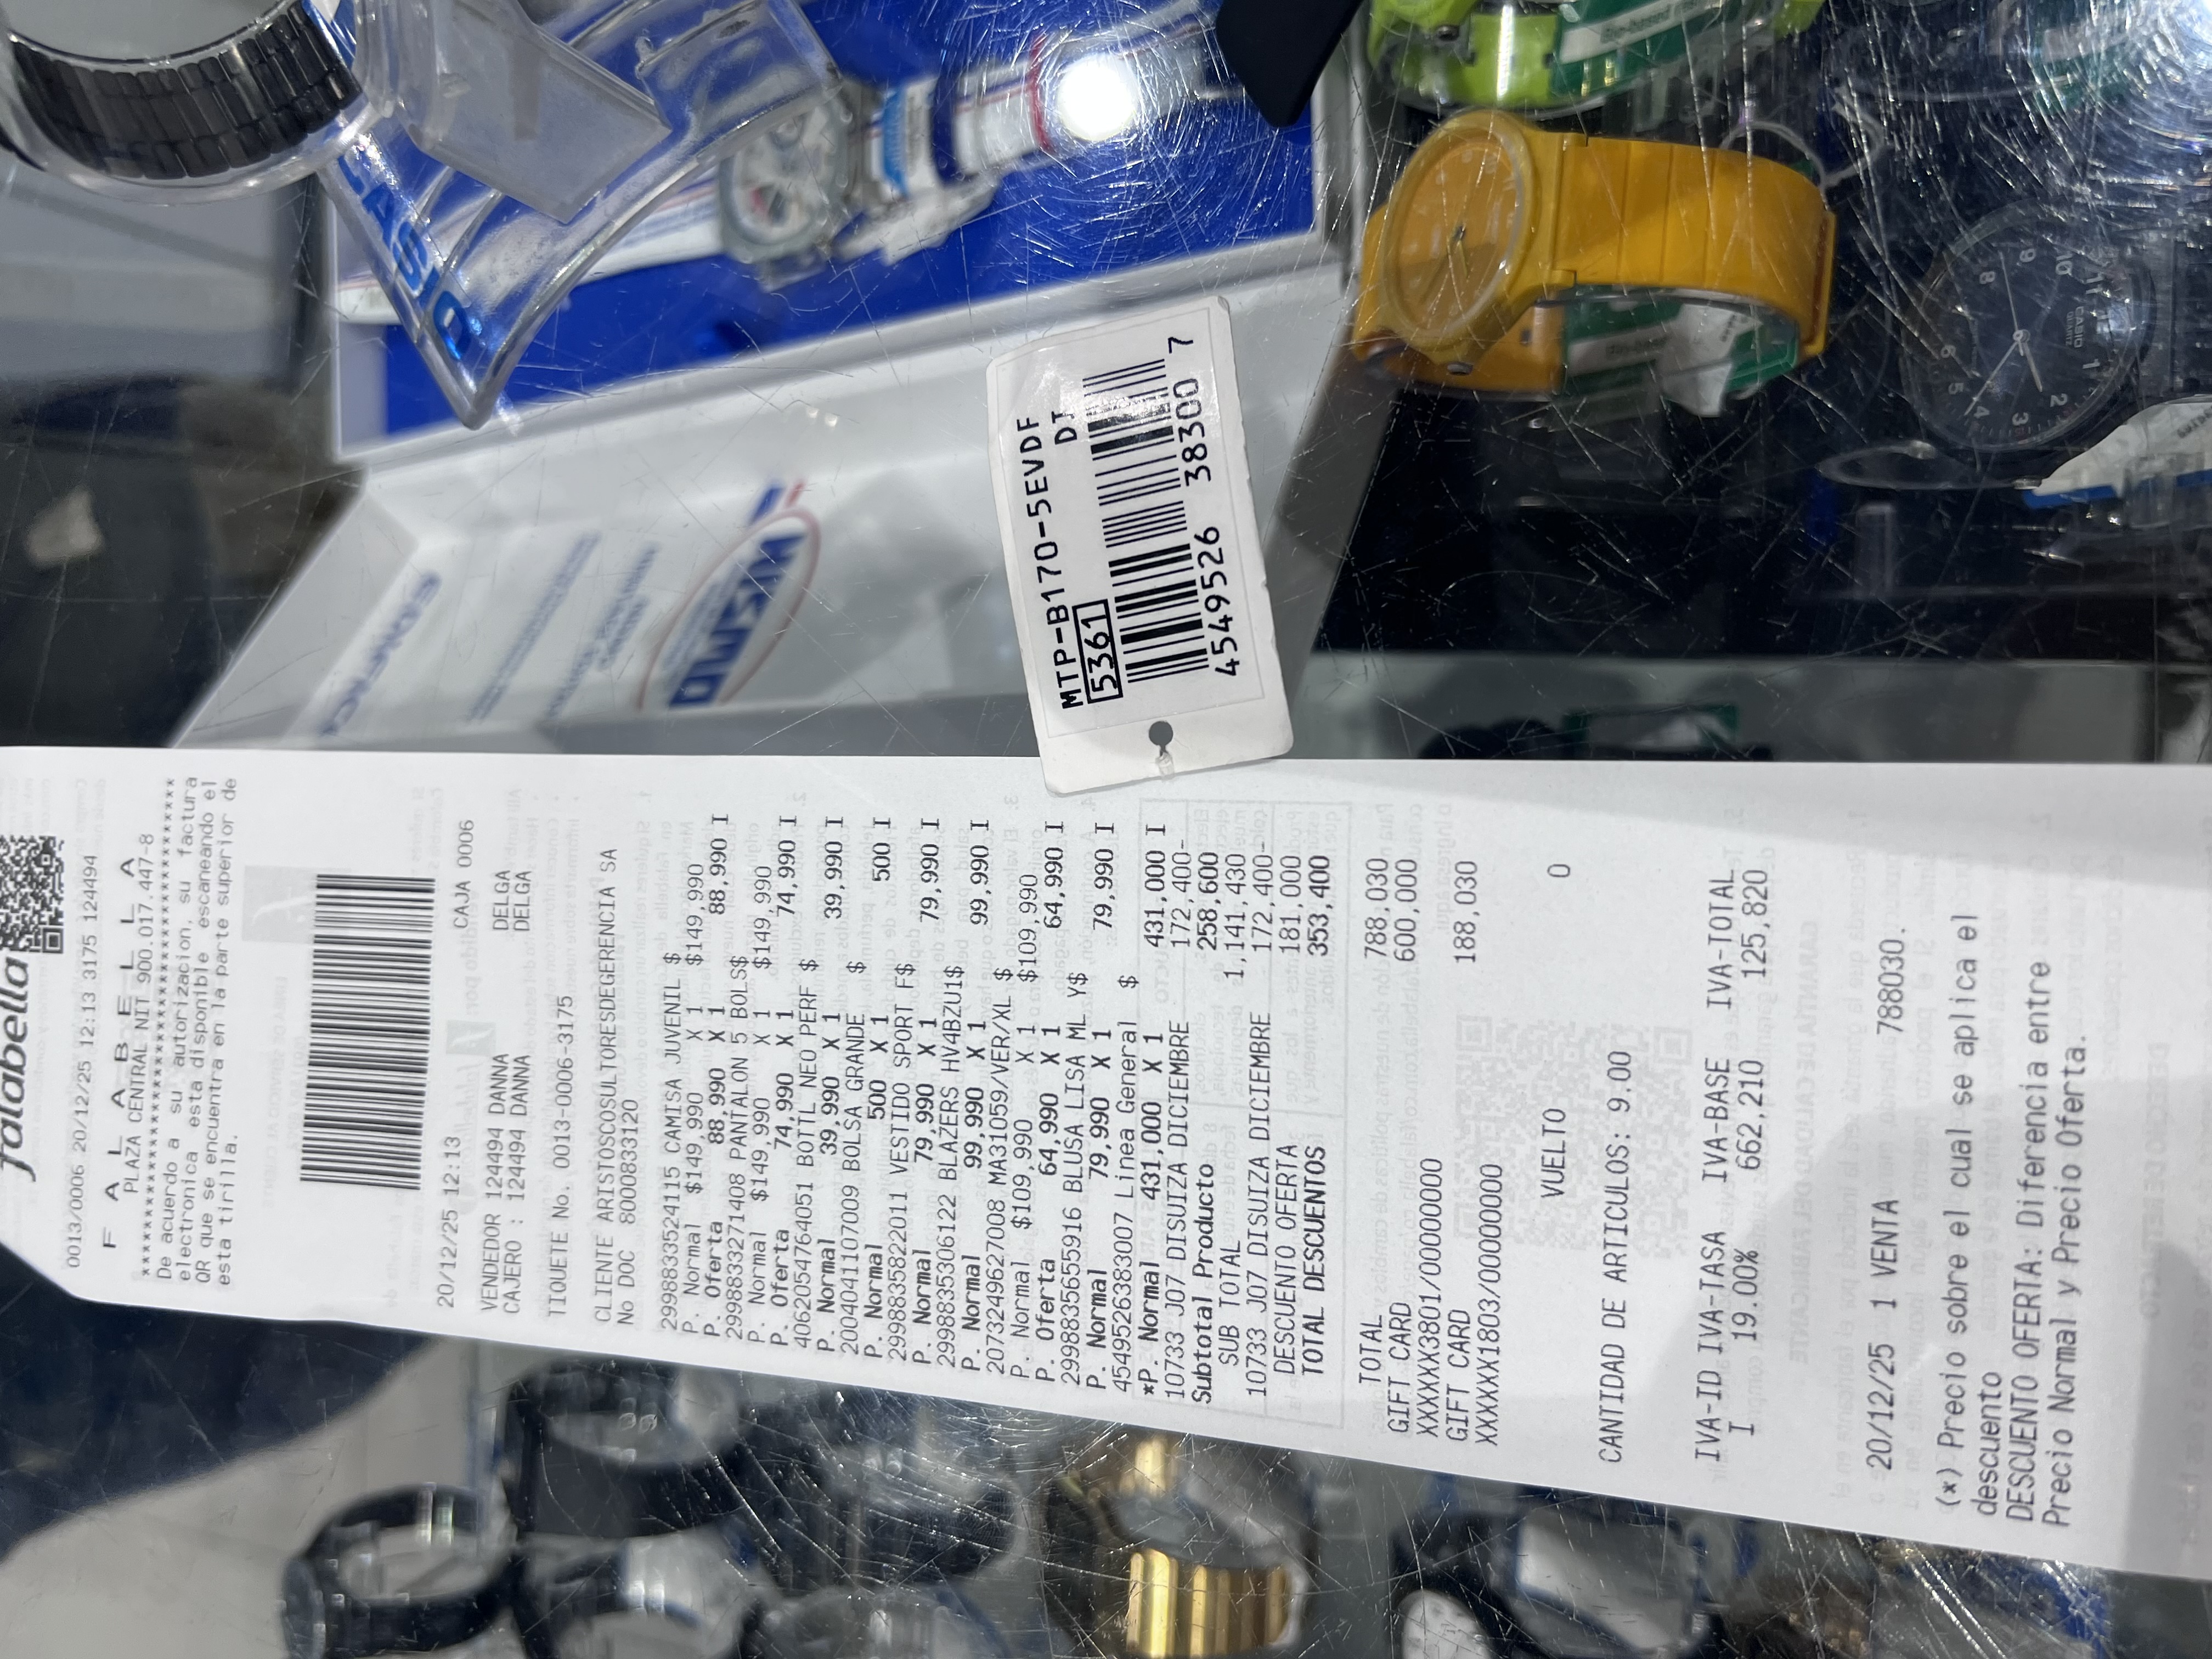 falabella
0013/0006 20/12/25 12:13 3175 124494
F A L A B E L L A
PLAZA CENTRAL NIT 900.017.447-8
****************************************
De acuerdo a su autorizacion, su factura
electronica esta disponible escaneando el
QR que se encuentra en la parte superior de
esta tirilla.
20/12/25 12:13 CAJA 0006
VENDEDOR 124494 DANNA DELGA
CAJERO : 124494 DANNA DELGA
TIQUETE No. 0013-0006-3175
CLIENTE ARISTOSCOSULTORESDEGERENCIA SA
No DOC 8000833120
2998833524115 CAMISA JUVENIL $
P. Normal $149,990 X 1 $149,990
P. Oferta 88,990 X 1 88,990 I
2998833271408 PANTALON 5 BOLS$
P. Normal $149,990 X 1 $149,990
P. Oferta 74,990 X 1 74,990 I
4062054764051 BOTTL NEO PERF $
P. Normal 39,990 X 1 39,990 I
2004041107009 BOLSA GRANDE $
P. Normal 500 X 1 500 I
2998835822011 VESTIDO SPORT F$
P. Normal 79,990 X 1 79,990 I
2998835306122 BLAZERS HV4BZU1$
P. Normal 99,990 X 1 99,990 I
2073249627008 MA31059/VER/XL $
P. Normal $109,990 X 1 $109,990
P. Oferta 64,990 X 1 64,990 I
2998835655916 BLUSA LISA ML Y$
P. Normal 79,990 X 1 79,990 I
4549526383007 Linea General $
*P. Normal 431,000 X 1 431,000 I
10733 J07 DISUIZA DICIEMBRE 172,400-
Subtotal Producto 258,600
SUB TOTAL 1,141,430
10733 J07 DISUIZA DICIEMBRE 172,400-
DESCUENTO OFERTA 181,000
TOTAL DESCUENTOS 353,400
TOTAL 788,030
GIFT CARD 600,000
XXXXXXX3801/0000000000
GIFT CARD 188,030
XXXXXXX1803/0000000000
VUELTO 0
CANTIDAD DE ARTICULOS: 9.00
IVA-ID IVA-TASA IVA-BASE IVA-TOTAL
I 19.00% 662,210 125,820
20/12/25 1 VENTA 788030.
(*) Precio sobre el cual se aplica el
descuento
DESCUENTO OFERTA: Diferencia entre
Precio Normal y Precio Oferta.
MTP-B170-5EVDF
5361 DT
4549526 383007
CASIO